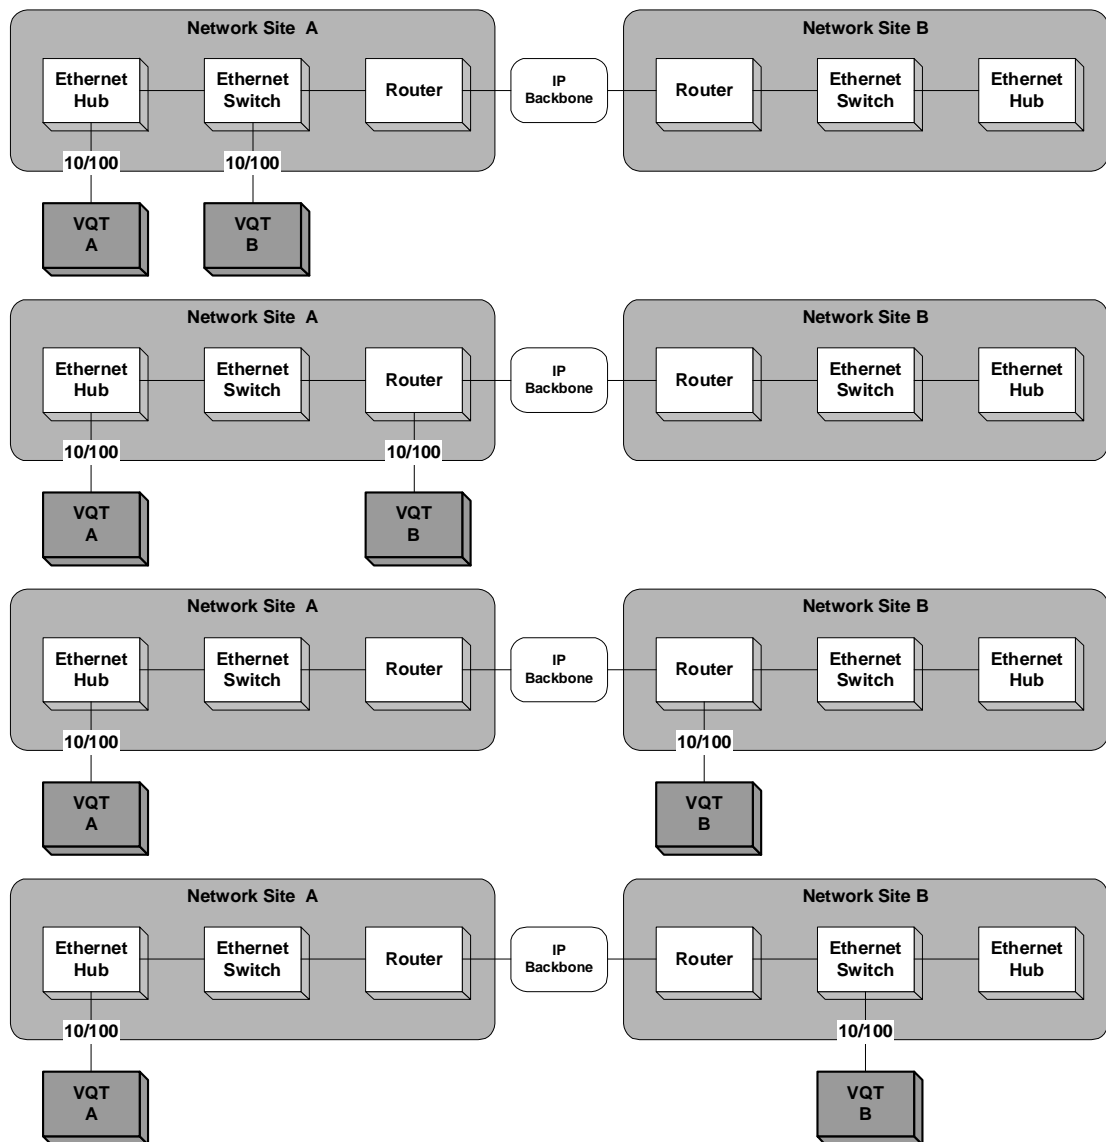 Network Site A
Network Site B
Ethernet
Hub
Ethernet
Switch
Router
IP
Backbone
Router
Ethernet
Switch
Ethernet
Hub
10/100
10/100
VQT
A
VQT
B
Network Site A
Network Site B
Ethernet
Hub
Ethernet
Switch
Router
IP
Backbone
Router
Ethernet
Switch
Ethernet
Hub
10/100
10/100
VQT
A
VQT
B
Network Site A
Network Site B
Ethernet
Hub
Ethernet
Switch
Router
IP
Backbone
Router
Ethernet
Switch
Ethernet
Hub
10/100
10/100
VQT
A
VQT
B
Network Site A
Network Site B
Ethernet
Hub
Ethernet
Switch
Router
IP
Backbone
Router
Ethernet
Switch
Ethernet
Hub
10/100
10/100
VQT
A
VQT
B